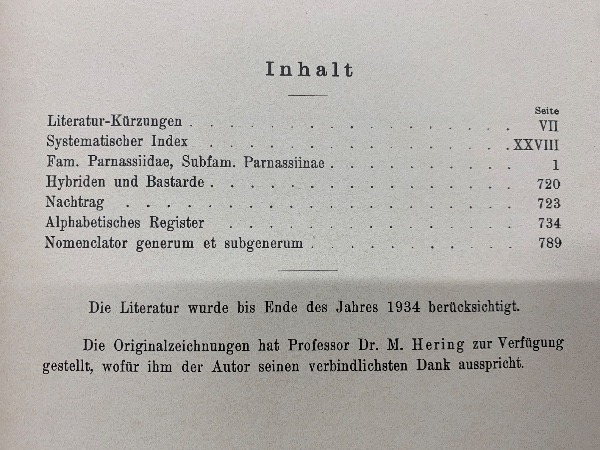 Inhalt
Seite
Literatur-Kürzungen . . . . . . . . . . . . . . . VII
Systematischer Index . . . . . . . . . . . . . . . XXVIII
Fam. Parnassiidae, Subfam. Parnassiinae . . . . . . . . . 1
Hybriden und Bastarde . . . . . . . . . . . . . . . 720
Nachtrag . . . . . . . . . . . . . . . . . . . 723
Alphabetisches Register . . . . . . . . . . . . . . 734
Nomenclator generum et subgenerum . . . . . . . . . . 789
Die Literatur wurde bis Ende des Jahres 1934 berücksichtigt.
Die Originalzeichnungen hat Professor Dr. M. Hering zur Verfügung
gestellt, wofür ihm der Autor seinen verbindlichsten Dank ausspricht.